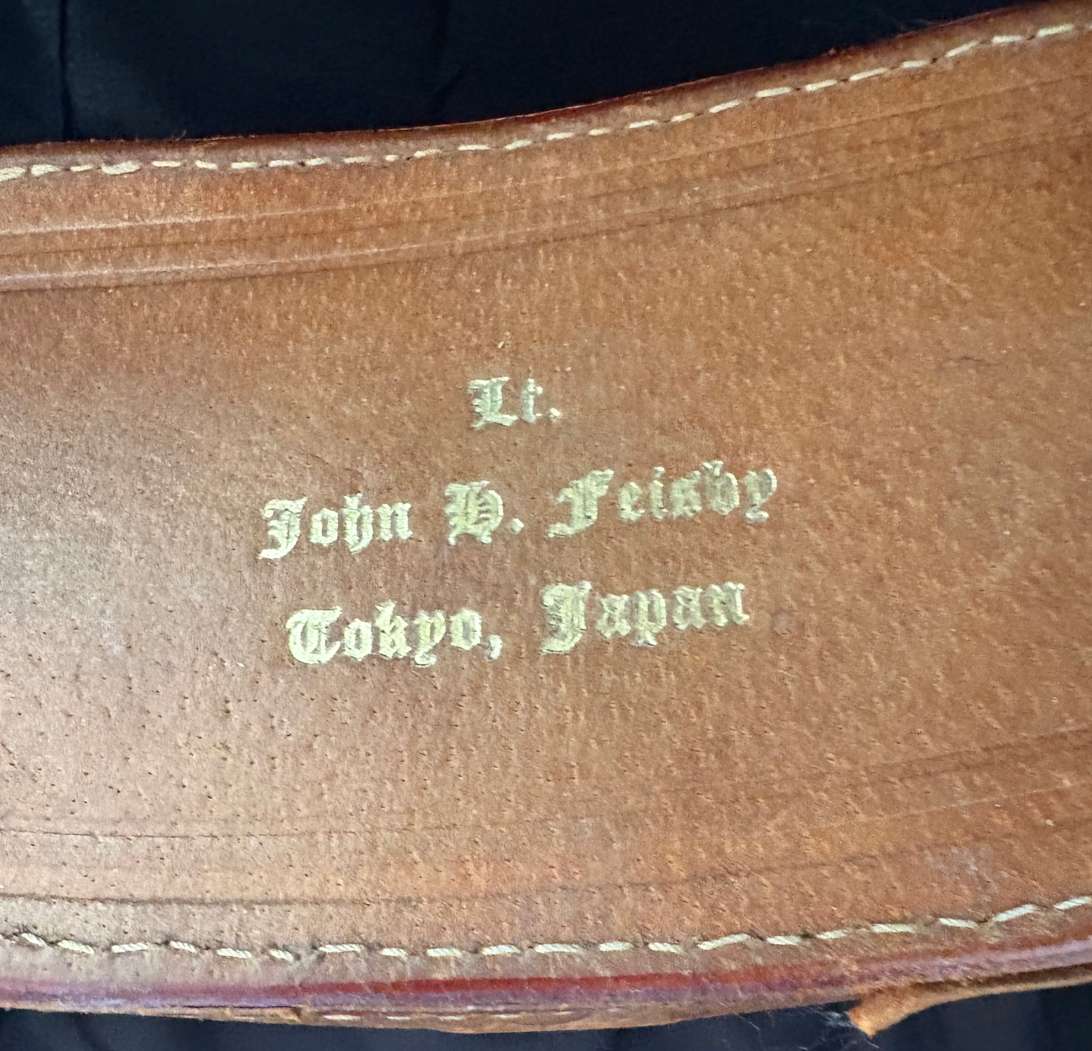 Lt.
John H. Feisby
Tokyo, Japan